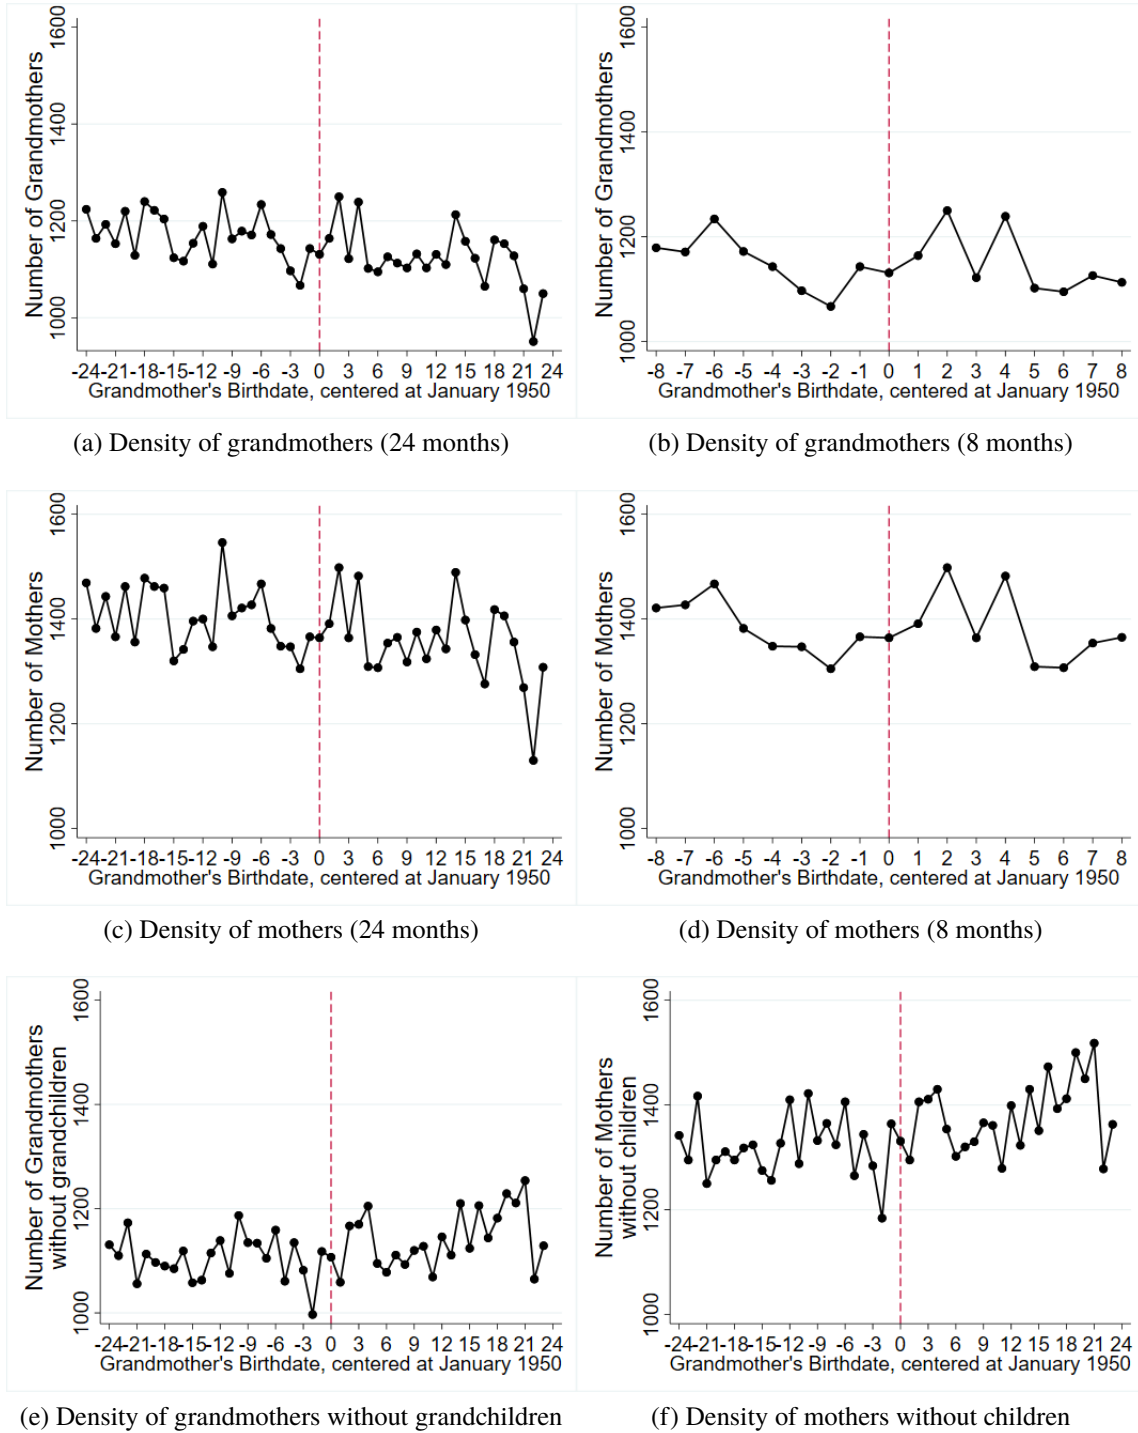 Number of Grandmothers
1600
1400
1200
1000
-24 -21 -18 -15 -12 -9 -6 -3 0 3 6 9 12 15 18 21 24
Grandmother's Birthdate, centered at January 1950
(a) Density of grandmothers (24 months)
Number of Grandmothers
1600
1400
1200
1000
-8 -7 -6 -5 -4 -3 -2 -1 0 1 2 3 4 5 6 7 8
Grandmother's Birthdate, centered at January 1950
(b) Density of grandmothers (8 months)
Number of Mothers
1600
1400
1200
1000
-24 -21 -18 -15 -12 -9 -6 -3 0 3 6 9 12 15 18 21 24
Grandmother's Birthdate, centered at January 1950
(c) Density of mothers (24 months)
Number of Mothers
1600
1400
1200
1000
-8 -7 -6 -5 -4 -3 -2 -1 0 1 2 3 4 5 6 7 8
Grandmother's Birthdate, centered at January 1950
(d) Density of mothers (8 months)
Number of Grandmothers
without grandchildren
1600
1400
1200
1000
-24 -21 -18 -15 -12 -9 -6 -3 0 3 6 9 12 15 18 21 24
Grandmother's Birthdate, centered at January 1950
(e) Density of grandmothers without grandchildren
Number of Mothers
without children
1600
1400
1200
1000
-24 -21 -18 -15 -12 -9 -6 -3 0 3 6 9 12 15 18 21 24
Grandmother's Birthdate, centered at January 1950
(f) Density of mothers without children